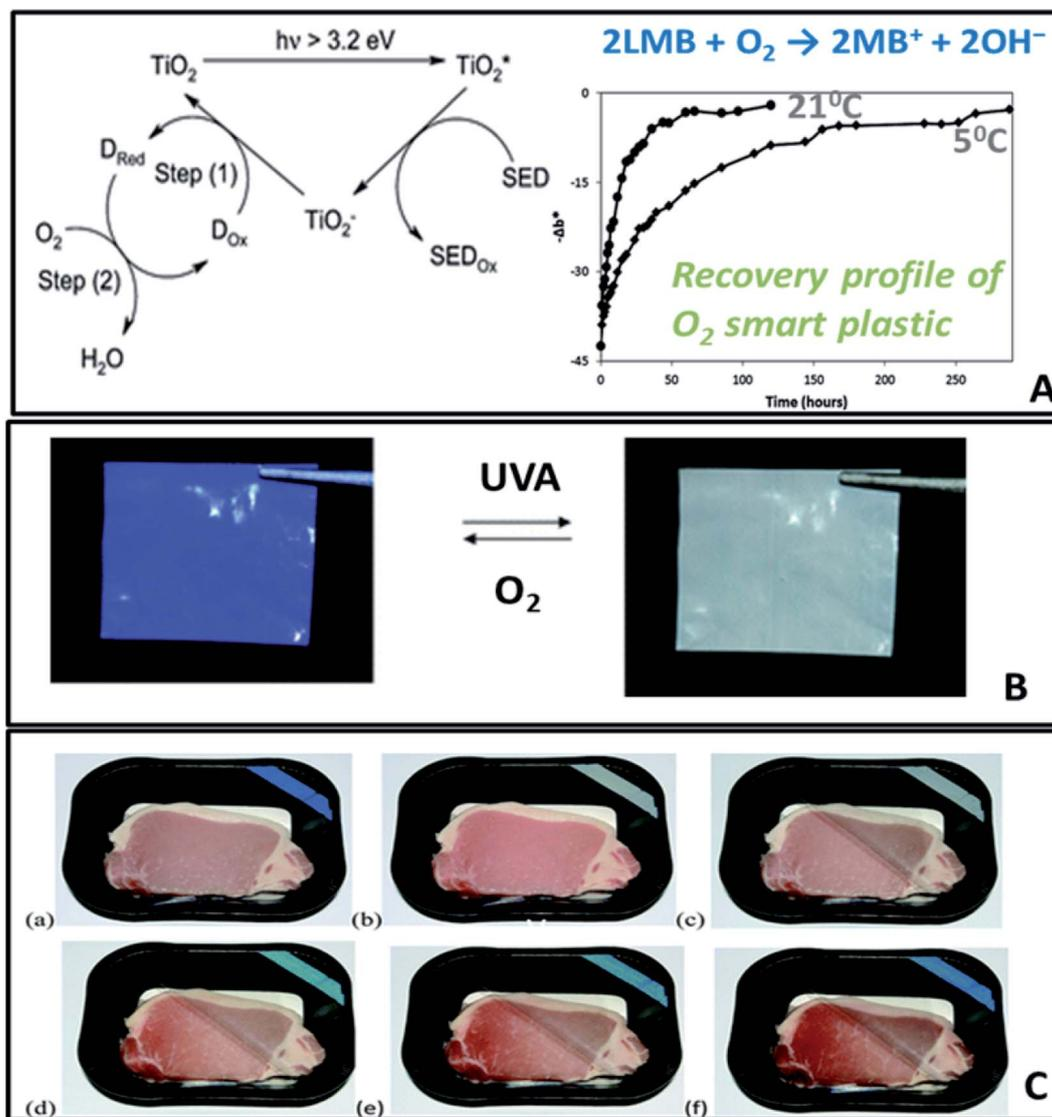 hν > 3.2 eV
TiO₂
TiO₂*
D_Red
Step (1)
SED
O₂
D_Ox
TiO₂⁻
Step (2)
SED_Ox
H₂O
2LMB + O₂ → 2MB⁺ + 2OH⁻
0
21⁰C
5⁰C
-15
-Δb*
-30
Recovery profile of
O₂ smart plastic
-45
0
50
100
150
200
250
Time (hours)
A
UVA
O₂
B
(a)
(b)
(c)
(d)
(e)
(f)
C